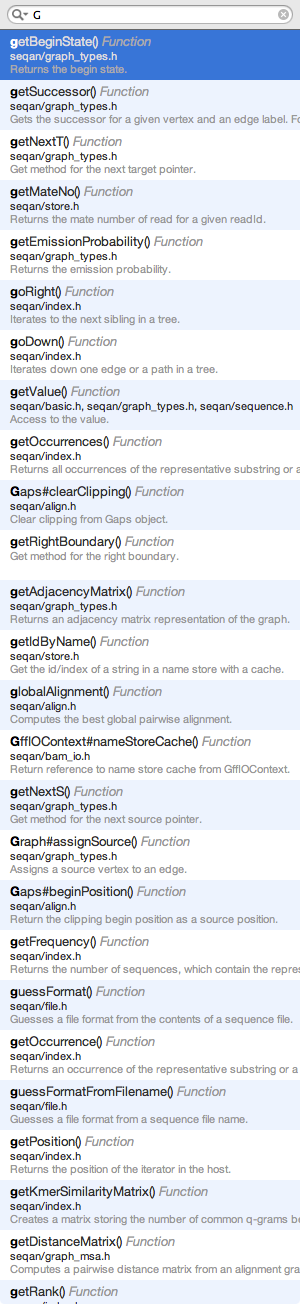 G
getBeginState() Function
seqan/graph_types.h
Returns the begin state.
getSuccessor() Function
seqan/graph_types.h
Gets the successor for a given vertex and an edge label. Fo
getNextT() Function
seqan/graph_types.h
Get method for the next target pointer.
getMateNo() Function
seqan/store.h
Returns the mate number of read for a given readId.
getEmissionProbability() Function
seqan/graph_types.h
Returns the emission probability.
goRight() Function
seqan/index.h
Iterates to the next sibling in a tree.
goDown() Function
seqan/index.h
Iterates down one edge or a path in a tree.
getValue() Function
seqan/basic.h, seqan/graph_types.h, seqan/sequence.h
Access to the value.
getOccurrences() Function
seqan/index.h
Returns all occurrences of the representative substring or a
Gaps#clearClipping() Function
seqan/align.h
Clear clipping from Gaps object.
getRightBoundary() Function
Get method for the right boundary.
getAdjacencyMatrix() Function
seqan/graph_types.h
Returns an adjacency matrix representation of the graph.
getIdByName() Function
seqan/store.h
Get the id/index of a string in a name store with a cache.
globalAlignment() Function
seqan/align.h
Computes the best global pairwise alignment.
GffIOContext#nameStoreCache() Function
seqan/bam_io.h
Return reference to name store cache from GffIOContext.
getNextS() Function
seqan/graph_types.h
Get method for the next source pointer.
Graph#assignSource() Function
seqan/graph_types.h
Assigns a source vertex to an edge.
Gaps#beginPosition() Function
seqan/align.h
Return the clipping begin position as a source position.
getFrequency() Function
seqan/index.h
Returns the number of sequences, which contain the repres
guessFormat() Function
seqan/file.h
Guesses a file format from the contents of a sequence file.
getOccurrence() Function
seqan/index.h
Returns an occurrence of the representative substring or a
guessFormatFromFilename() Function
seqan/file.h
Guesses a file format from a sequence file name.
getPosition() Function
seqan/index.h
Returns the position of the iterator in the host.
getKmerSimilarityMatrix() Function
seqan/index.h
Creates a matrix storing the number of common q-grams be
getDistanceMatrix() Function
seqan/graph_msa.h
Computes a pairwise distance matrix from an alignment gra
getRank() Function